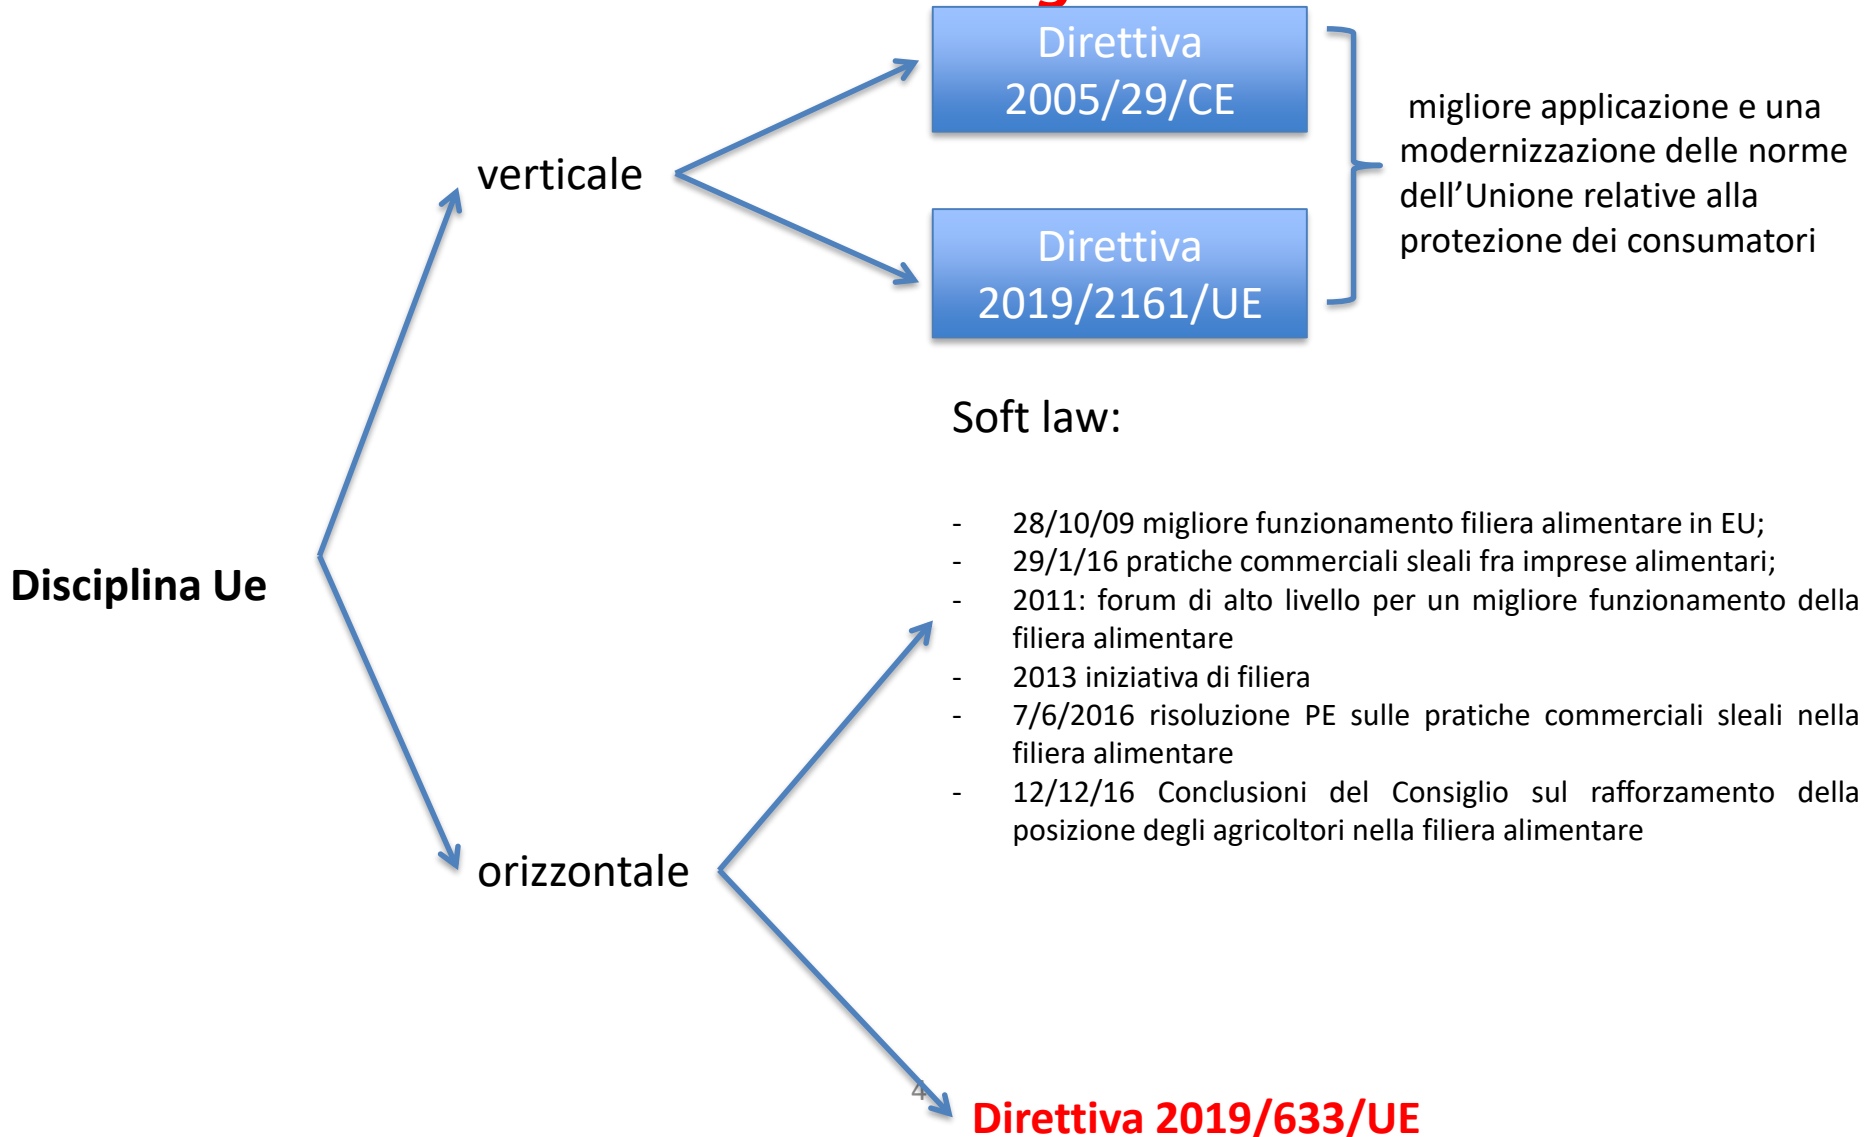 Direttiva
2005/29/CE
migliore applicazione e una
modernizzazione delle norme
dell’Unione relative alla
protezione dei consumatori
verticale
Direttiva
2019/2161/UE
Soft law:
- 28/10/09 migliore funzionamento filiera alimentare in EU;
- 29/1/16 pratiche commerciali sleali fra imprese alimentari;
- 2011: forum di alto livello per un migliore funzionamento della
filiera alimentare
- 2013 iniziativa di filiera
- 7/6/2016 risoluzione PE sulle pratiche commerciali sleali nella
filiera alimentare
- 12/12/16 Conclusioni del Consiglio sul rafforzamento della
posizione degli agricoltori nella filiera alimentare
Disciplina Ue
orizzontale
4
Direttiva 2019/633/UE